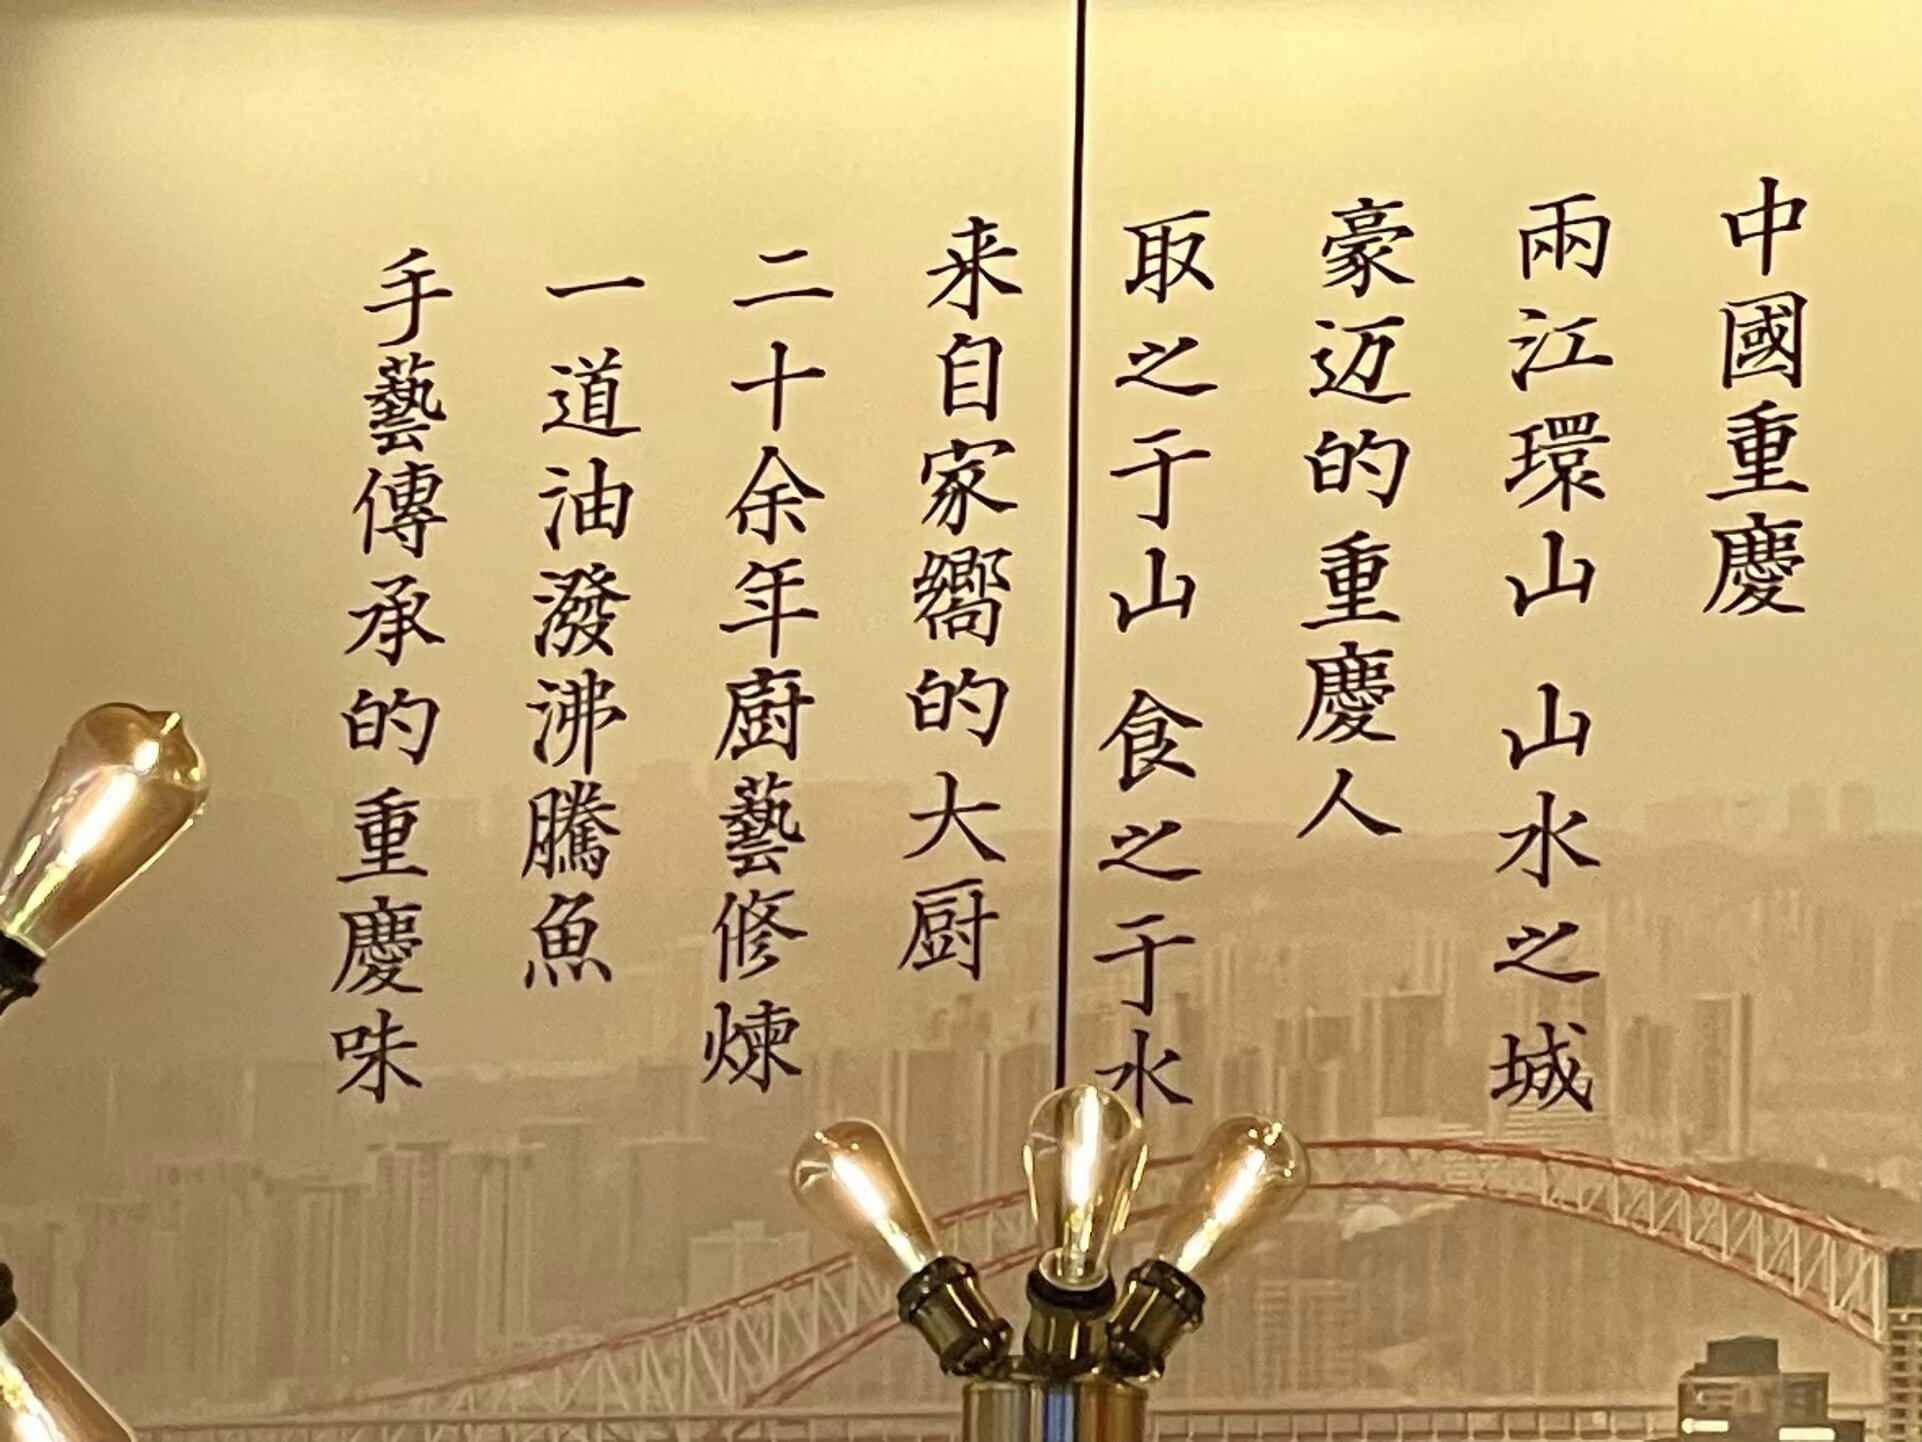 中國重慶
兩江環山 山水之城
豪迈的重慶人
取之于山 食之于水
来自家嚮的大厨
二十余年廚藝修煉
一道油潑沸騰魚
手藝傳承的重慶味